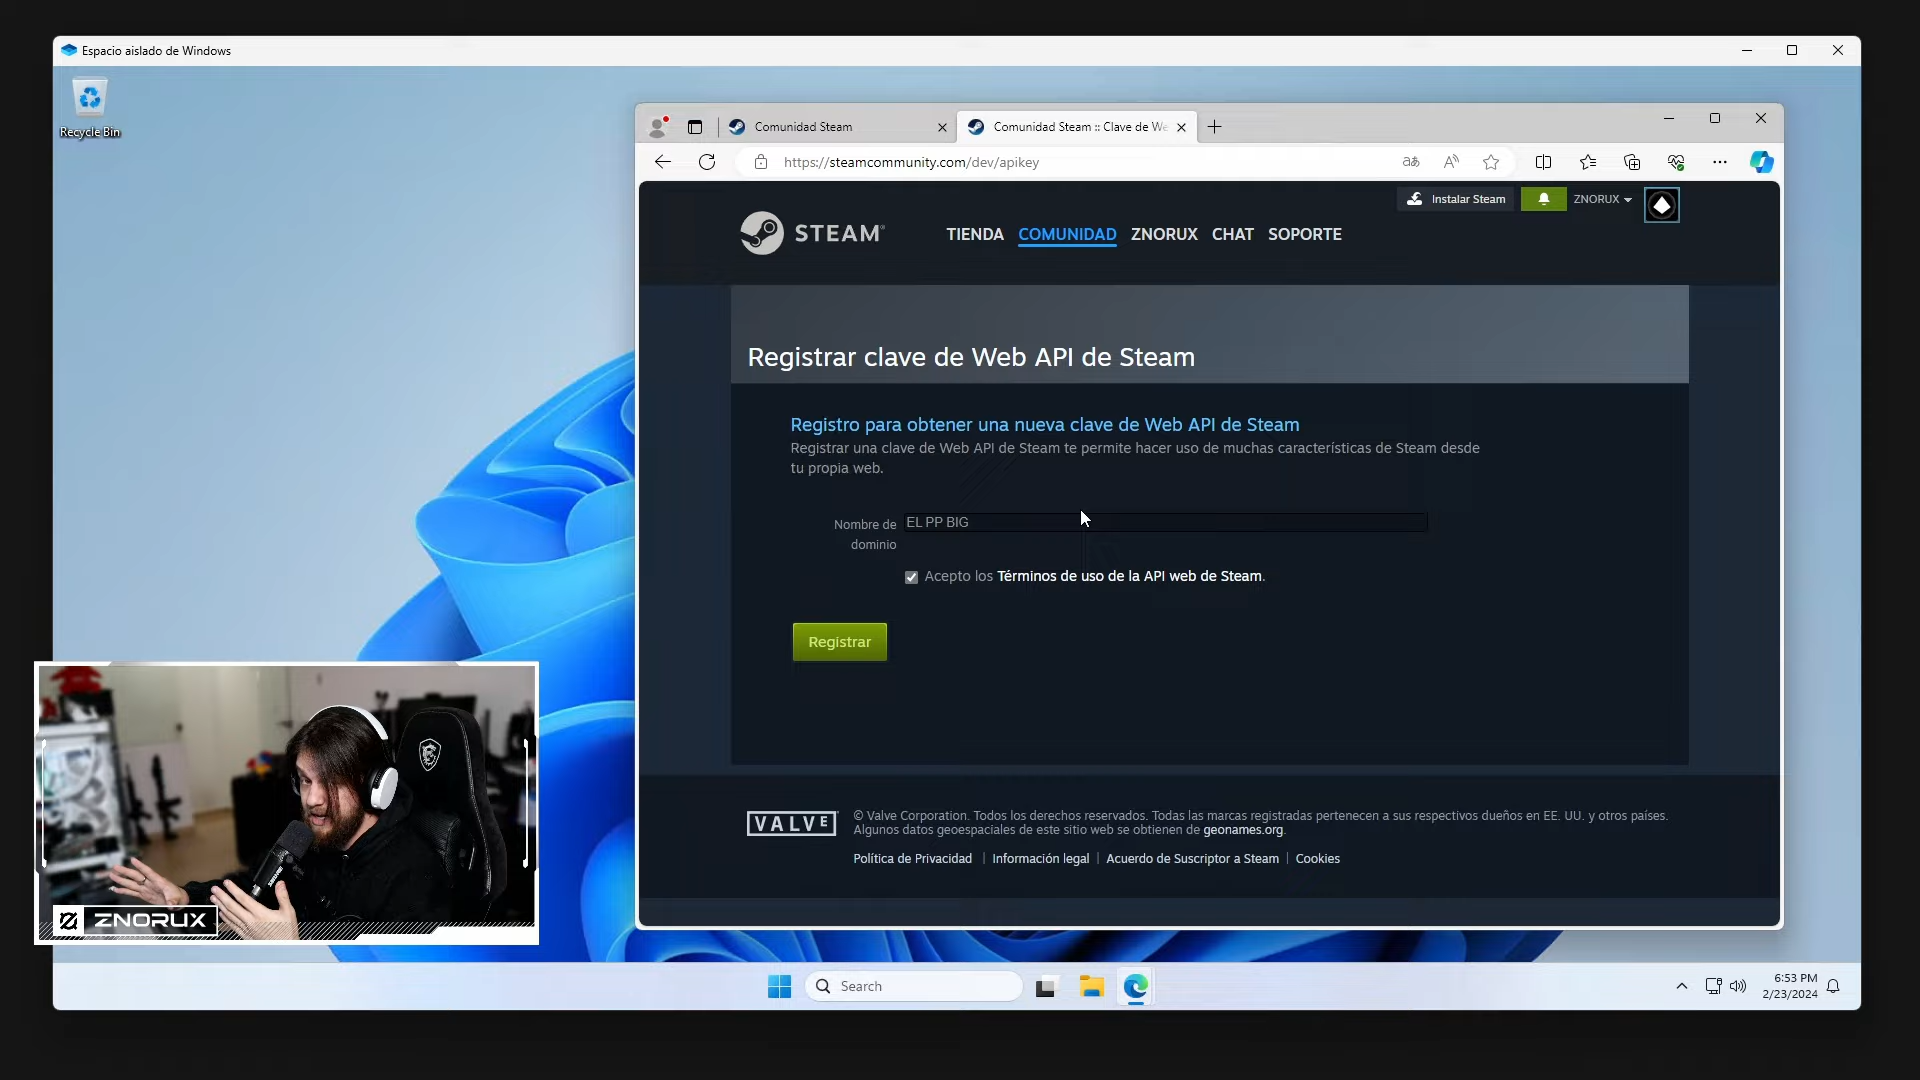 Espacio aislado de Windows
Recycle Bin
Comunidad Steam
Comunidad Steam :: Clave de We
https://steamcommunity.com/dev/apikey
Instalar Steam
ZNORUX
STEAM
TIENDA COMUNIDAD ZNORUX CHAT SOPORTE
Registrar clave de Web API de Steam
Registro para obtener una nueva clave de Web API de Steam
Registrar una clave de Web API de Steam te permite hacer uso de muchas características de Steam desde
tu propia web.
Nombre de
dominio
EL PP BIG
Acepto los Términos de uso de la API web de Steam.
Registrar
VALVE
© Valve Corporation. Todos los derechos reservados. Todas las marcas registradas pertenecen a sus respectivos dueños en EE. UU. y otros países.
Algunos datos geoespaciales de este sitio web se obtienen de geonames.org.
Política de Privacidad | Información legal | Acuerdo de Suscriptor a Steam | Cookies
ZNORUX
Search
6:53 PM
2/23/2024